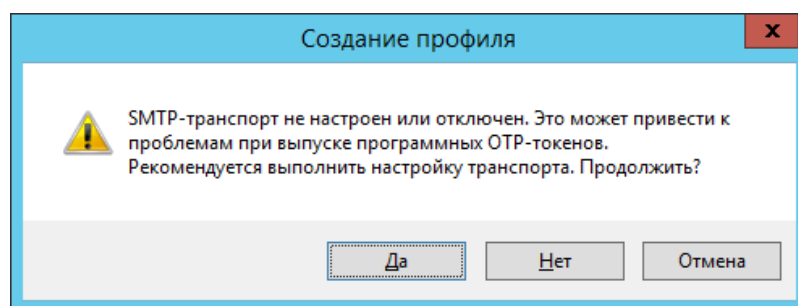 Создание профиля
x
SMTP-транспорт не настроен или отключен. Это может привести к
проблемам при выпуске программных OTP-токенов.
Рекомендуется выполнить настройку транспорта. Продолжить?
Да
Нет
Отмена